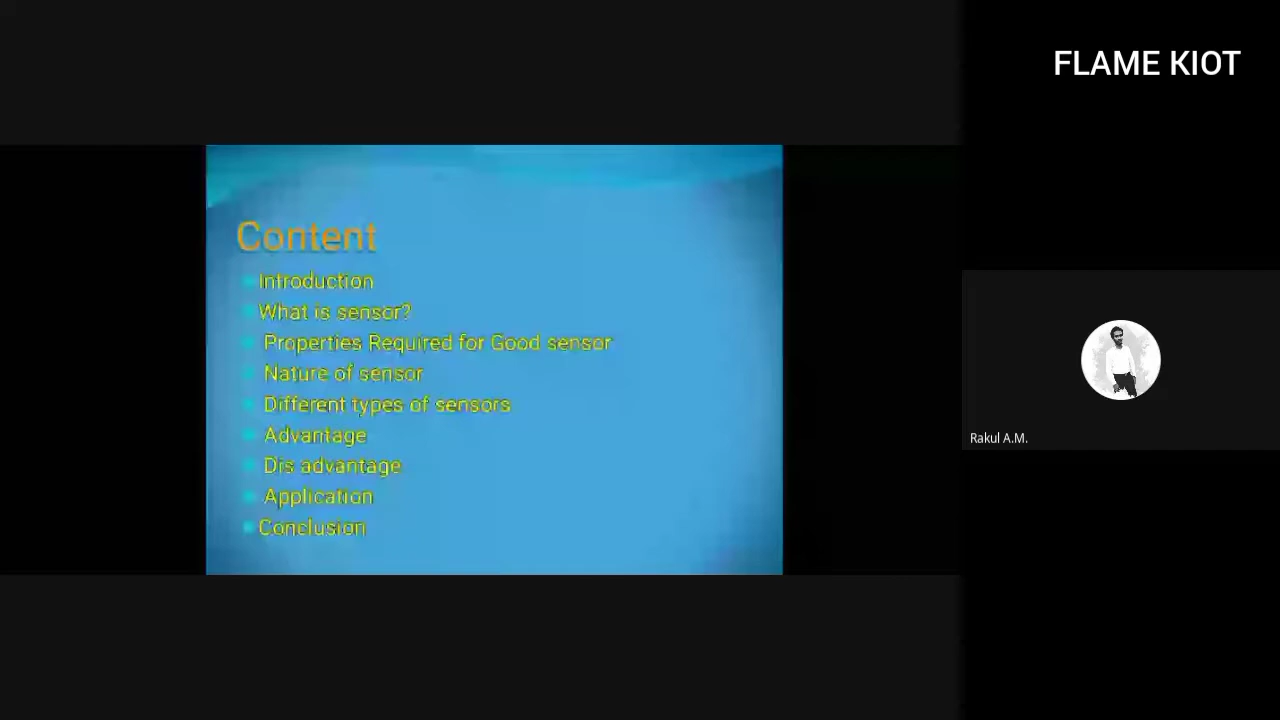 FLAME KIOT
Content
Introduction
What is sensor?
Properties Required for Good sensor
Nature of sensor
Different types of sensors
Advantage
Dis advantage
Application
Conclusion
Rakul A.M.